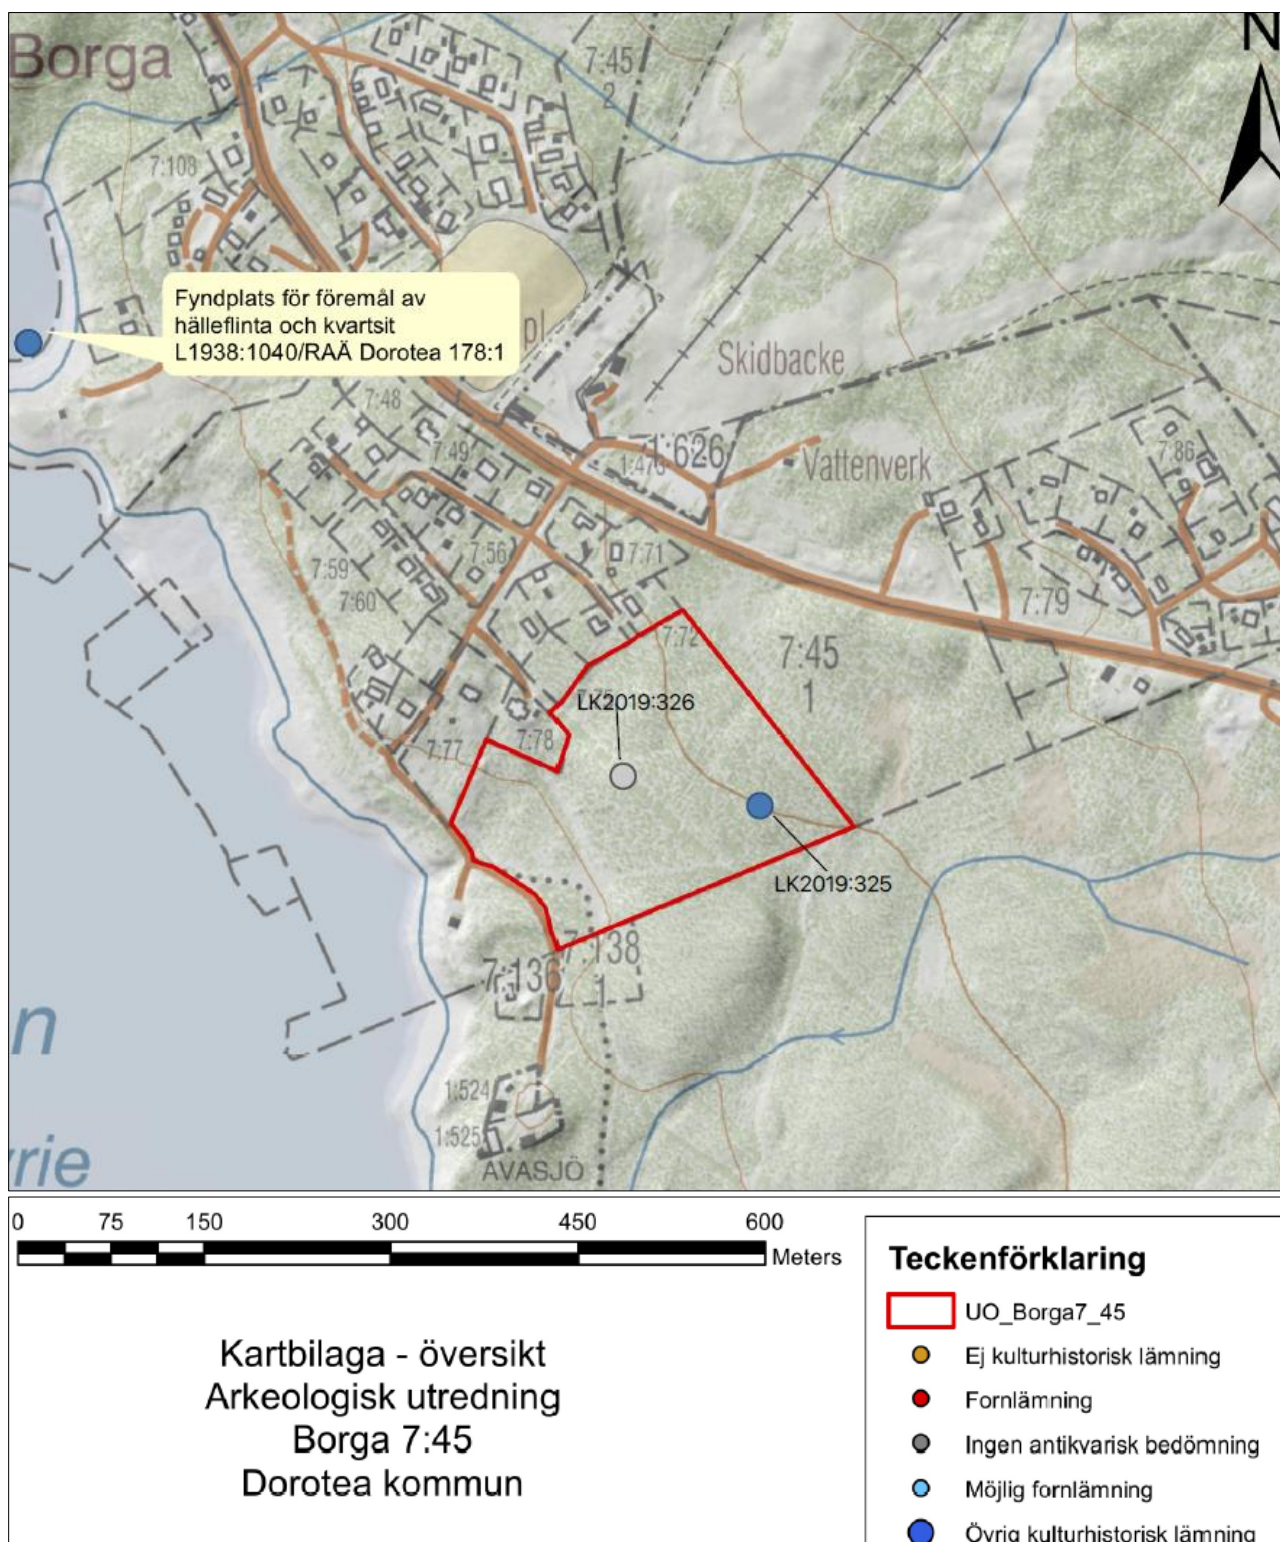 Borga
N
7:45
2
7:108
Fyndplats för föremål av
hälleflinta och kvartsit
L1938:1040/RAÄ Dorotea 178:1
pl
Skidbacke
7:48
7:49
1:626
Vattenverk
7:86
7:56
7:71
7:59
7:60
7:79
7:72
7:45
1
LK2019:326
7:77
7:78
LK2019:325
7:138
7:136
1
n
1:524
1:525
rie
AVASJÖ
0 75 150 300 450 600
Meters
Kartbilaga - översikt
Arkeologisk utredning
Borga 7:45
Dorotea kommun
Teckenförklaring
UO_Borga7_45
Ej kulturhistorisk lämning
Fornlämning
Ingen antikvarisk bedömning
Möjlig fornlämning
Övrig kulturhistorisk lämning